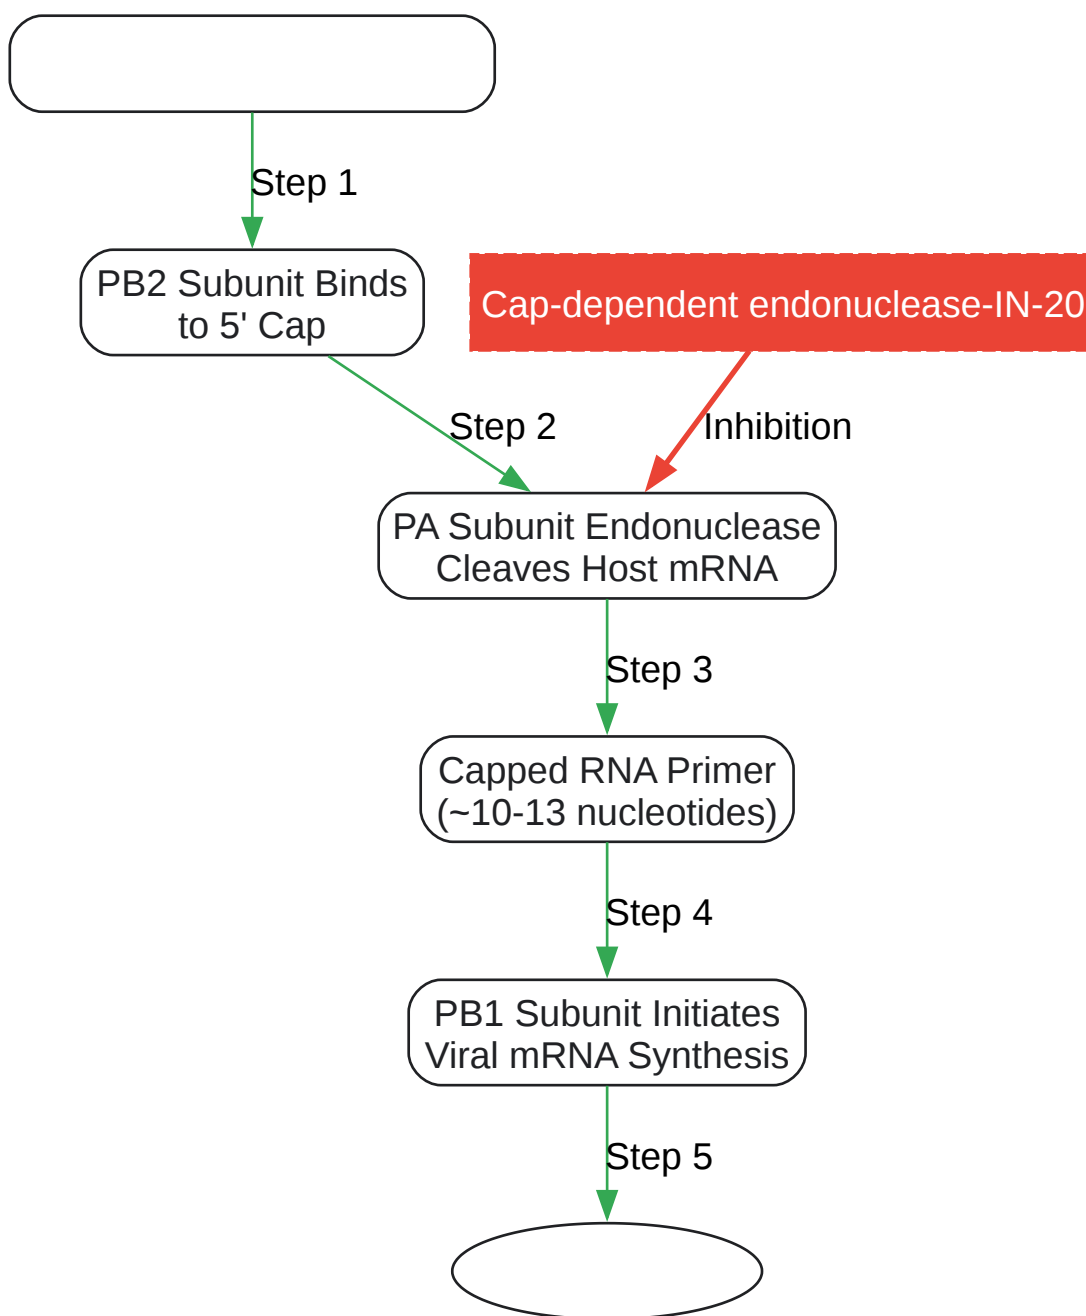 Step 1
PB2 Subunit Binds
to 5' Cap
Cap-dependent endonuclease-IN-20
Step 2
Inhibition
PA Subunit Endonuclease
Cleaves Host mRNA
Step 3
Capped RNA Primer
(~10-13 nucleotides)
Step 4
PB1 Subunit Initiates
Viral mRNA Synthesis
Step 5